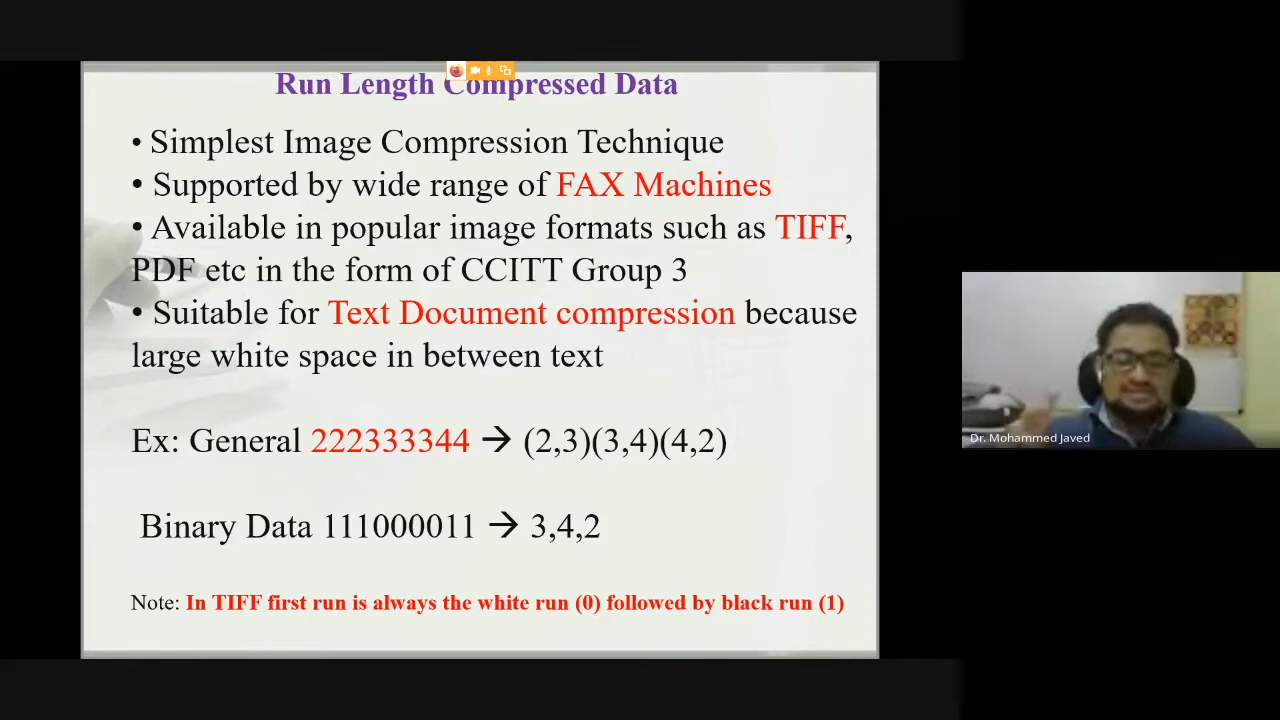 Run Length Compressed Data
• Simplest Image Compression Technique
• Supported by wide range of FAX Machines
• Available in popular image formats such as TIFF,
PDF etc in the form of CCITT Group 3
• Suitable for Text Document compression because
large white space in between text
Ex: General 222333344 → (2,3)(3,4)(4,2)
Binary Data 111000011 → 3,4,2
Note: In TIFF first run is always the white run (0) followed by black run (1)
Dr. Mohammed Javed